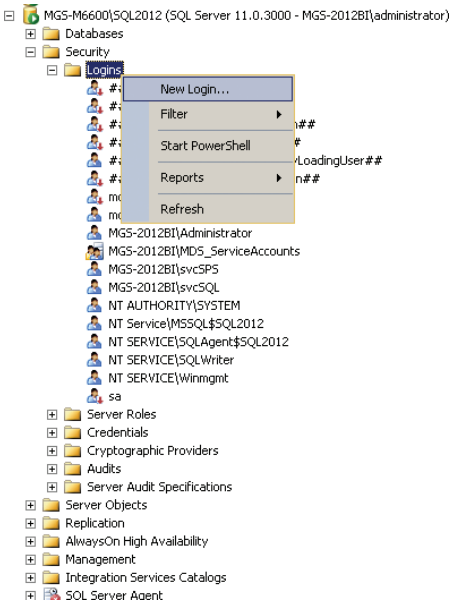 MGS-M6600\SQL2012 (SQL Server 11.0.3000 - MGS-2012BI\administrator)
Databases
Security
Logins
##
New Login...
##
Filter
##
##
Start PowerShell
##
yLoadingUser##
##
Reports
n##
Refresh
MGS-2012BI\Administrator
MGS-2012BI\MDS_ServiceAccounts
MGS-2012BI\svcSPS
MGS-2012BI\svcSQL
NT AUTHORITY\SYSTEM
NT Service\MSSQL$SQL2012
NT SERVICE\SQLAgent$SQL2012
NT SERVICE\SQLWriter
NT SERVICE\Winmgmt
sa
Server Roles
Credentials
Cryptographic Providers
Audits
Server Audit Specifications
Server Objects
Replication
AlwaysOn High Availability
Management
Integration Services Catalogs
SQL Server Agent